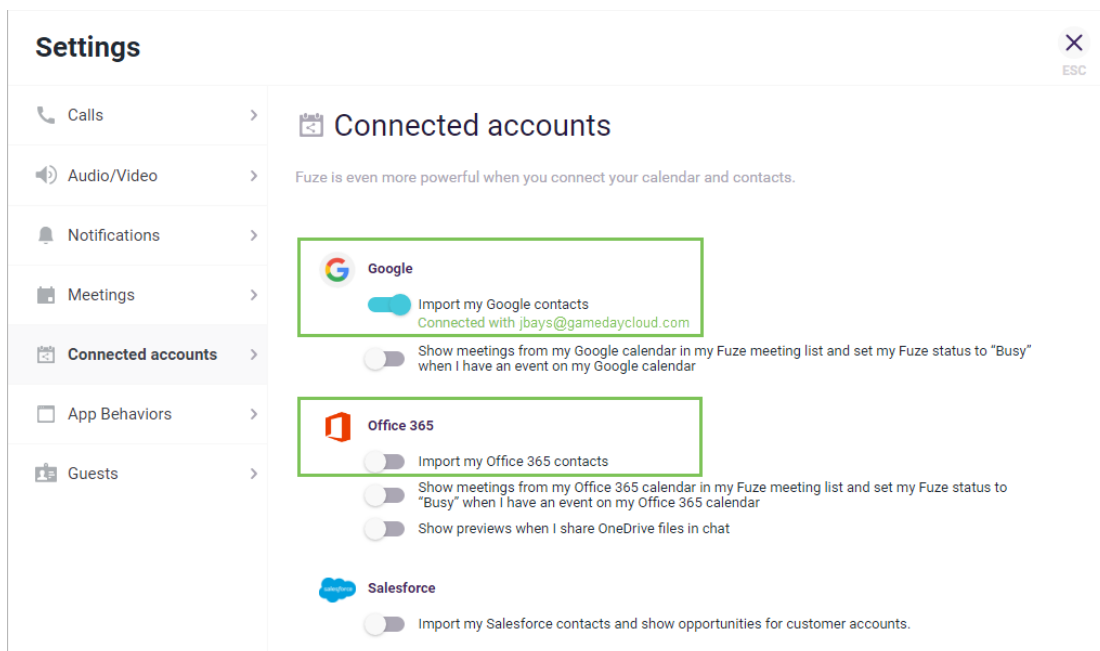 Settings
ESC
Calls
Audio/Video
Notifications
Meetings
Connected accounts
App Behaviors
Guests
Connected accounts
Fuze is even more powerful when you connect your calendar and contacts.
Google
Import my Google contacts
Connected with jbays@gamedaycloud.com
Show meetings from my Google calendar in my Fuze meeting list and set my Fuze status to “Busy”
when I have an event on my Google calendar
Office 365
Import my Office 365 contacts
Show meetings from my Office 365 calendar in my Fuze meeting list and set my Fuze status to
“Busy” when I have an event on my Office 365 calendar
Show previews when I share OneDrive files in chat
salesforce
Salesforce
Import my Salesforce contacts and show opportunities for customer accounts.